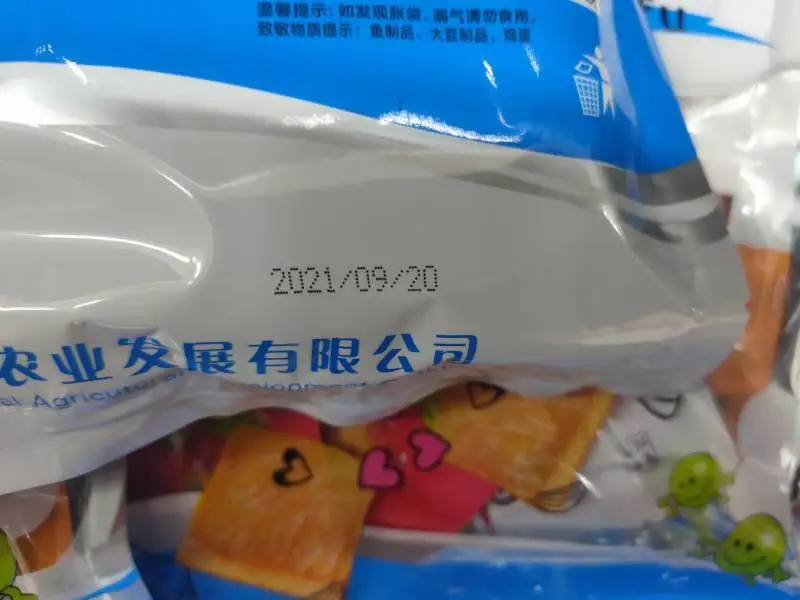 温馨提示：如发现胀袋、漏气请勿食用。
致敏物质提示：鱼制品、大豆制品、鸡蛋
2021/09/20
农业发展有限公司
Agricultural Development